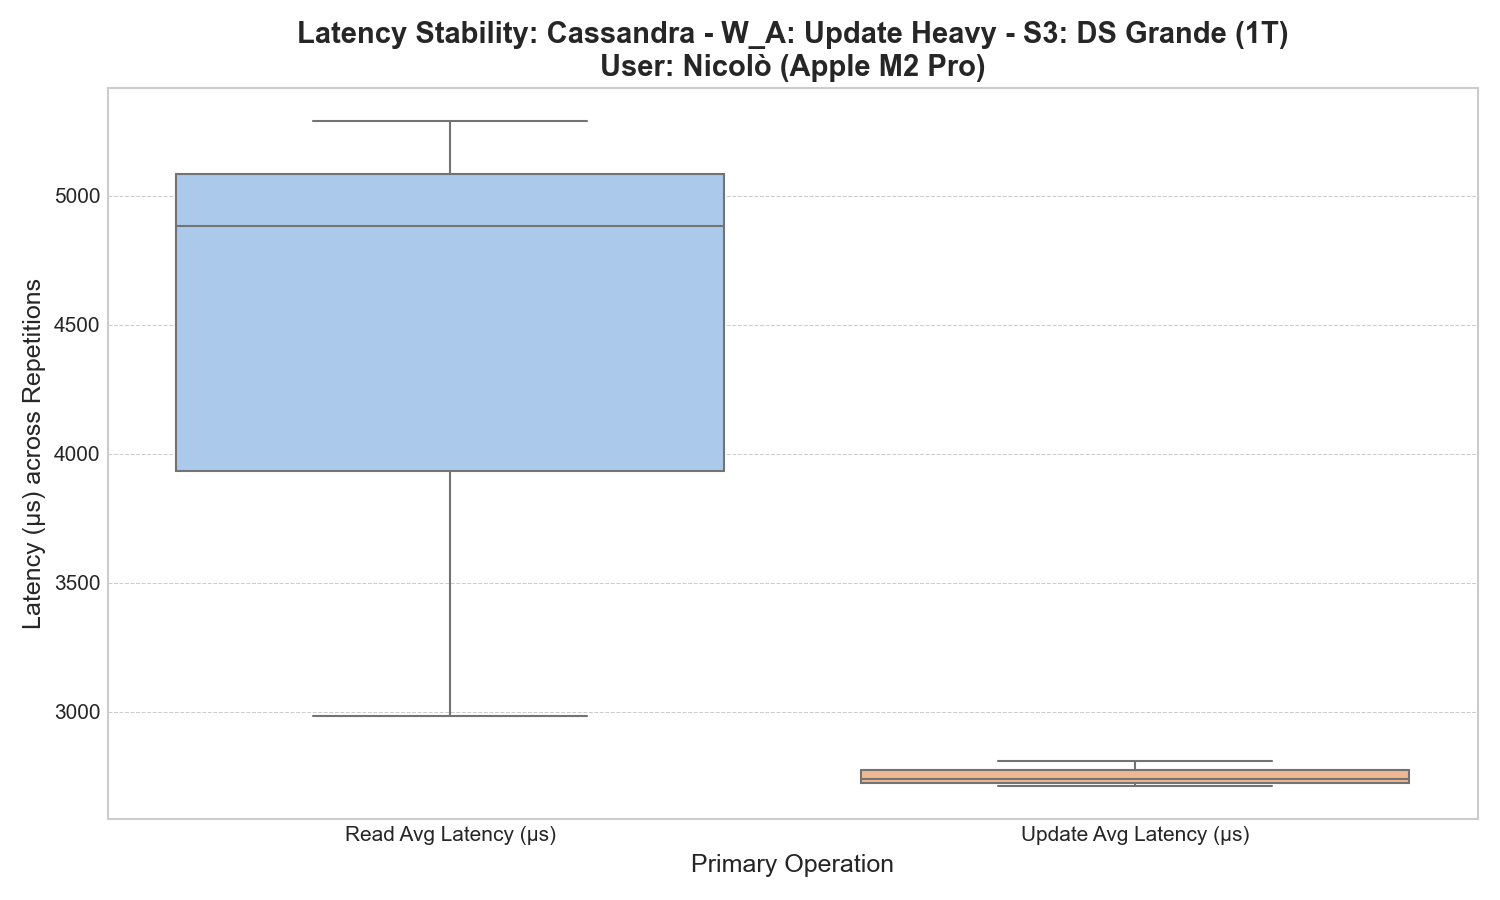 Latency Stability: Cassandra - W_A: Update Heavy - S3: DS Grande (1T)
User: Nicolò (Apple M2 Pro)
Latency (µs) across Repetitions
5000
4500
4000
3500
3000
Read Avg Latency (µs)
Update Avg Latency (µs)
Primary Operation